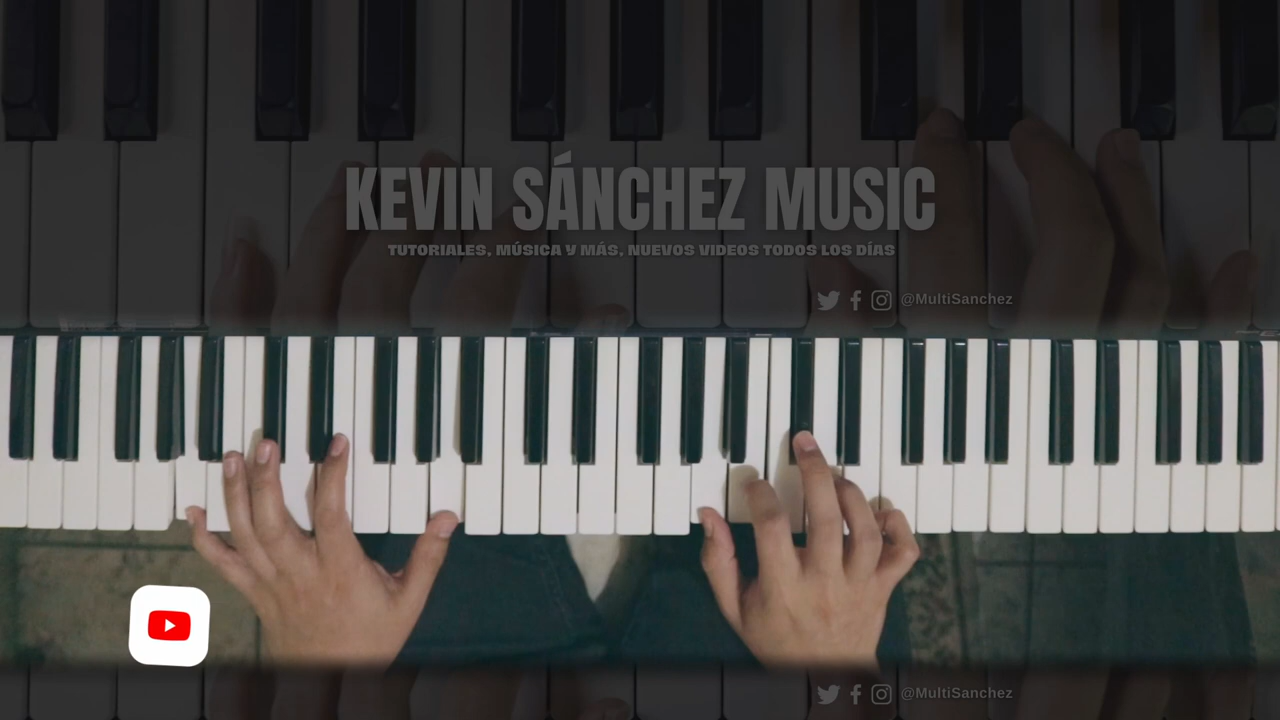 KEVIN SÁNCHEZ MUSIC
TUTORIALES, MÚSICA Y MÁS, NUEVOS VIDEOS TODOS LOS DÍAS
@MultiSanchez
@MultiSanchez